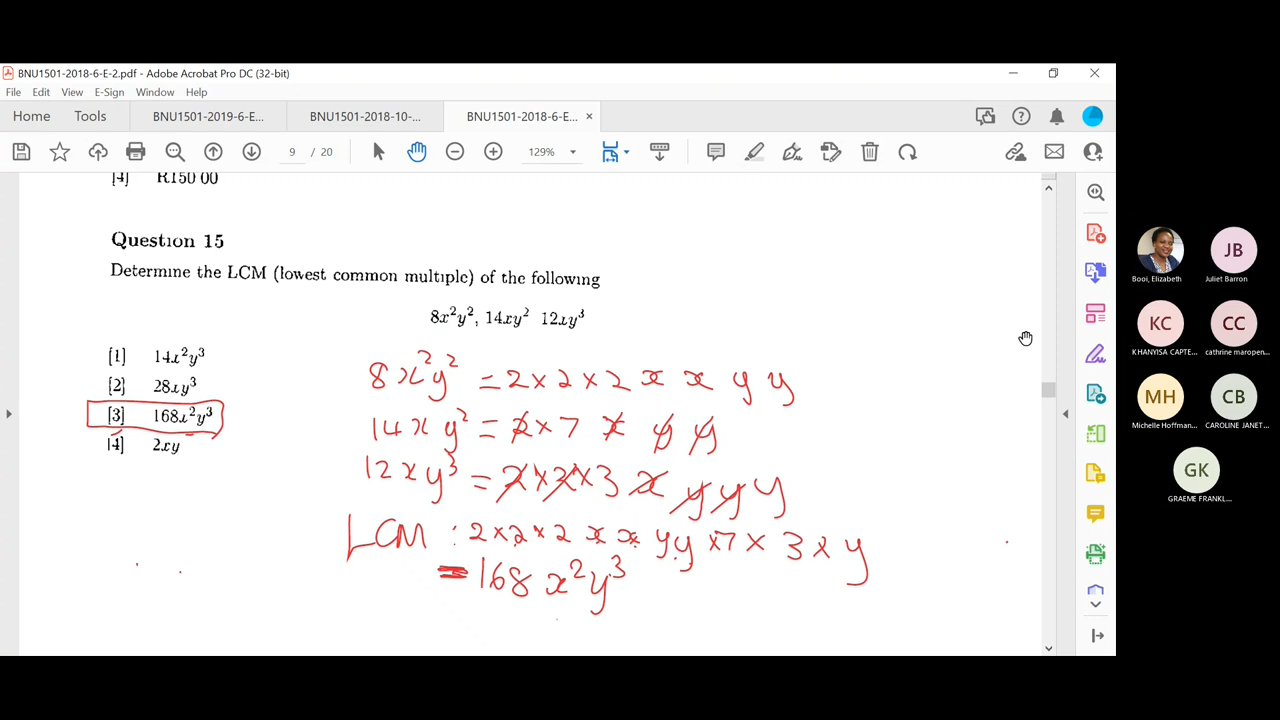 BNU1501-2018-6-E-2.pdf - Adobe Acrobat Pro DC (32-bit)
File Edit View E-Sign Window Help
Home Tools BNU1501-2019-6-E... BNU1501-2018-10-... BNU1501-2018-6-E... ×
9 / 20 129%
[4] R150 00
Question 15
Determine the LCM (lowest common multiple) of the following
8x²y², 14xy² 12xy³
[1] 14x²y³
[2] 28xy³
[3] 168x²y³
[4] 2xy
8x²y² = 2×2×2 x x y y
14xy² = 2×7 x y y
12xy³ = 2×2×3 x y y y
LCM : 2×2×2 x x yy ×7× 3 × y
= 168x²y³
Booi, Elizabeth
JB
Juliet Barron
KC
KHANYISA CAPTE...
CC
cathrine maropen...
MH
Michelle Hoffman...
CB
CAROLINE JANET...
GK
GRAEME FRANKL...